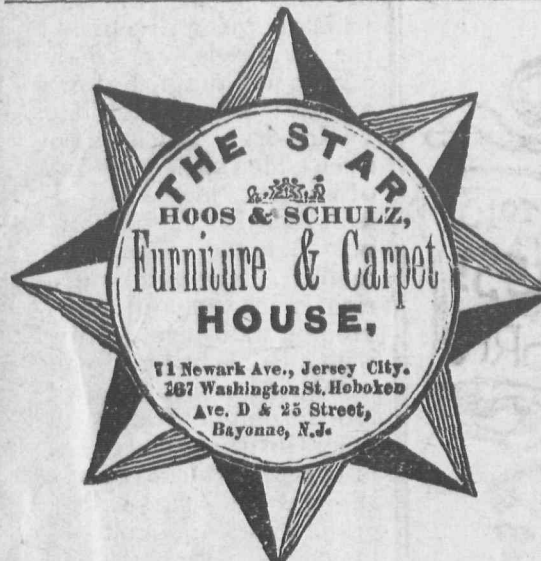 THE STAR
HOOS & SCHULZ,
Furniture & Carpet
HOUSE,
71 Newark Ave., Jersey City.
167 Washington St. Hoboken
Ave. D & 25 Street,
Bayonne, N.J.